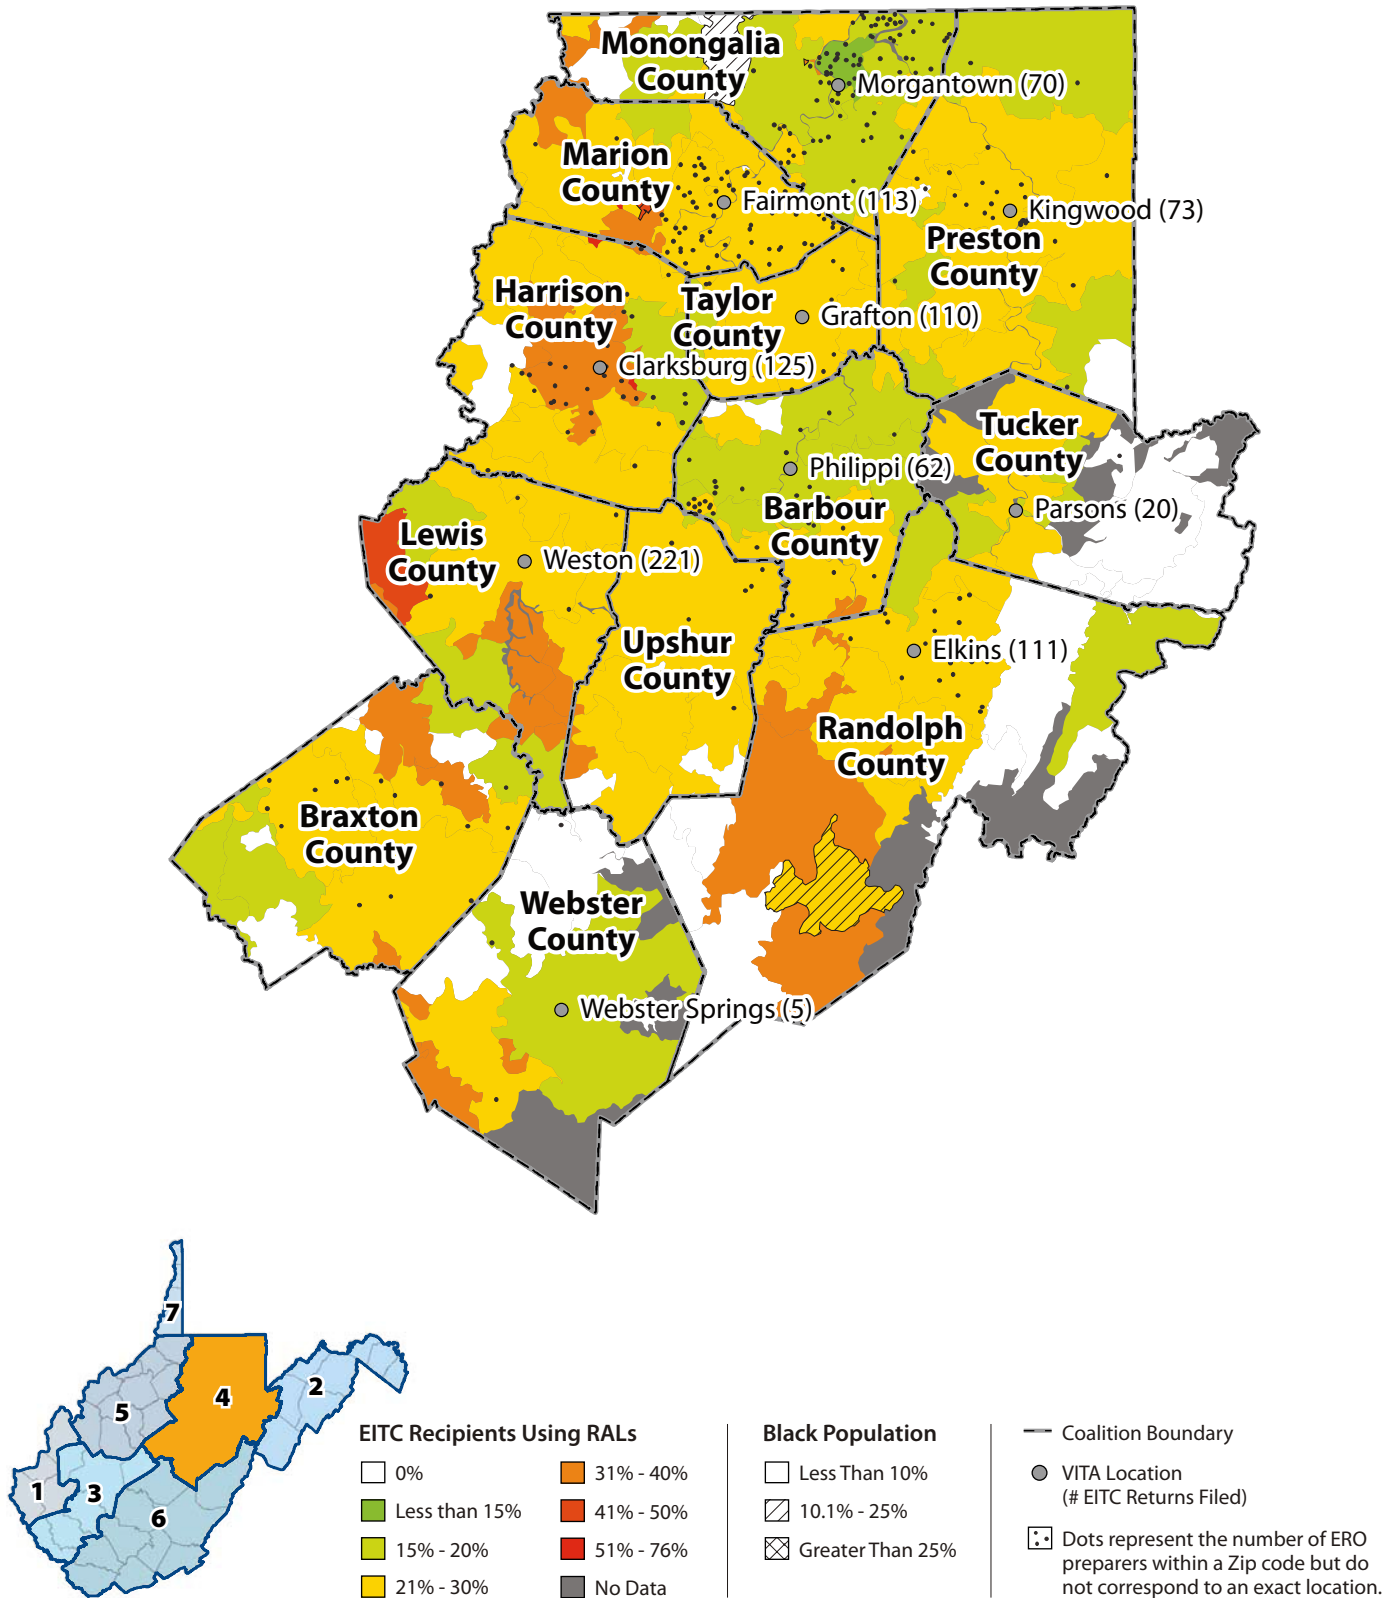 Monongalia
County
Morgantown (70)
Marion
County
Fairmont (113)
Kingwood (73)
Preston
County
Harrison
County
Taylor
County
Grafton (110)
Clarksburg (125)
Tucker
County
Philippi (62)
Barbour
County
Parsons (20)
Lewis
County
Weston (221)
Upshur
County
Elkins (111)
Randolph
County
Braxton
County
Webster
County
Webster Springs (5)
7
4
2
5
1
3
6
EITC Recipients Using RALs
0%
Less than 15%
15% - 20%
21% - 30%
31% - 40%
41% - 50%
51% - 76%
No Data
Black Population
Less Than 10%
10.1% - 25%
Greater Than 25%
Coalition Boundary
VITA Location
(# EITC Returns Filed)
Dots represent the number of ERO
preparers within a Zip code but do
not correspond to an exact location.